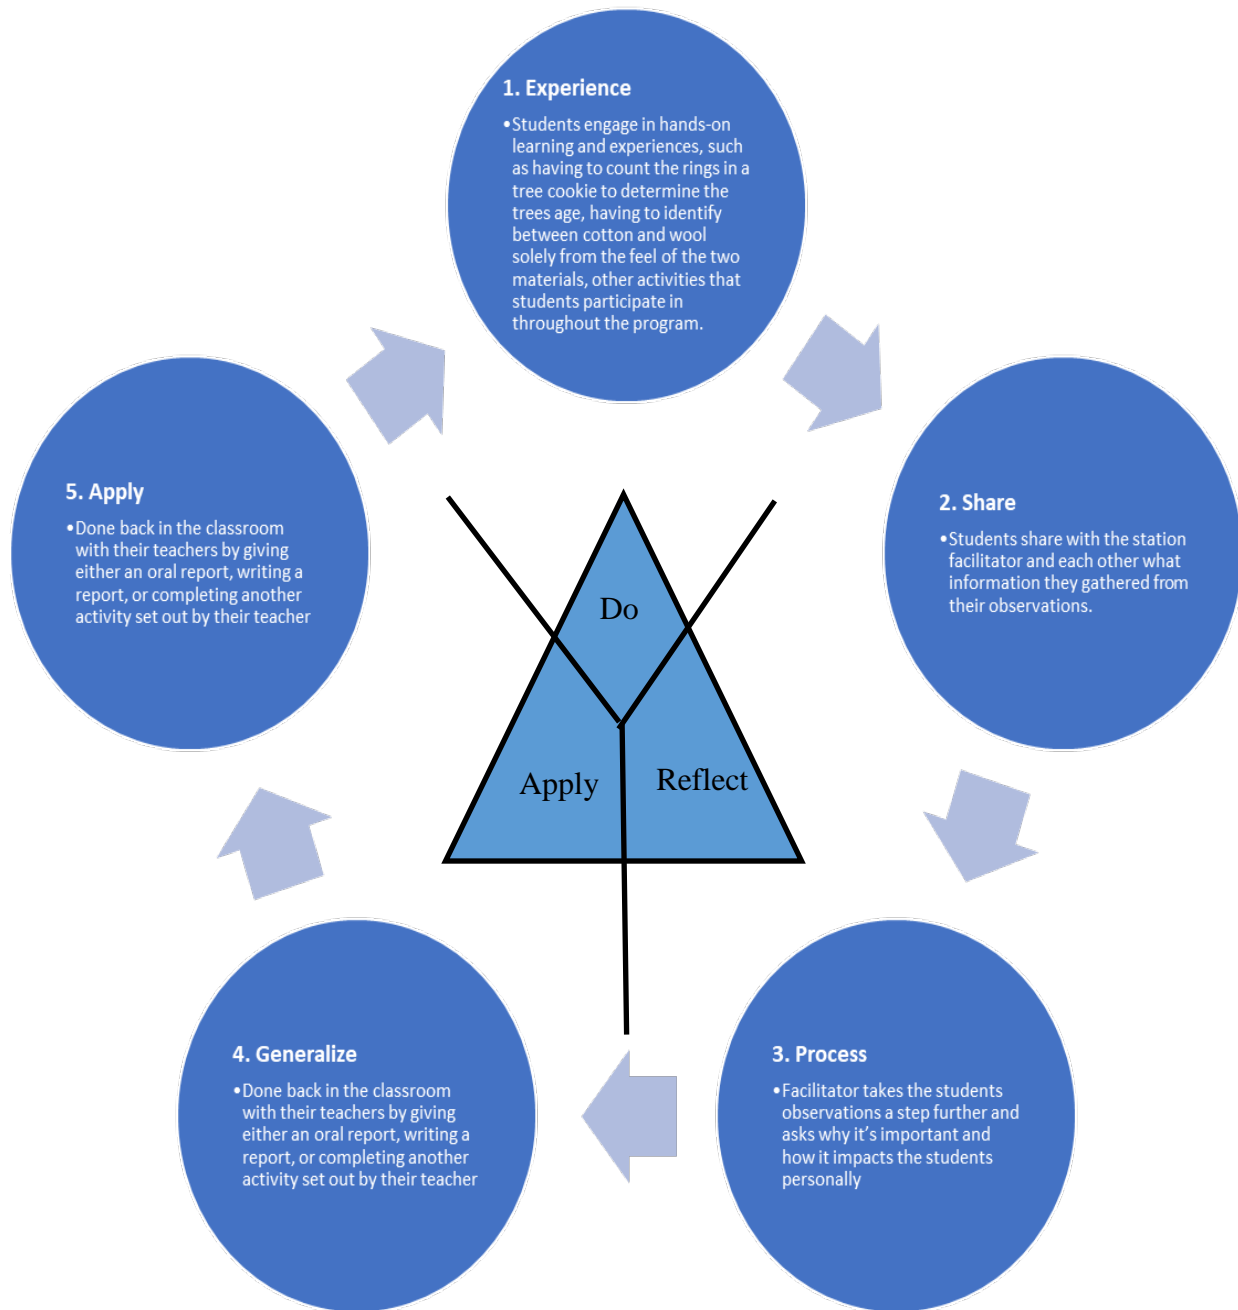 1. Experience
•Students engage in hands-on
learning and experiences, such
as having to count the rings in a
tree cookie to determine the
trees age, having to identify
between cotton and wool
solely from the feel of the two
materials, other activities that
students participate in
throughout the program.
2. Share
•Students share with the station
facilitator and each other what
information they gathered from
their observations.
3. Process
•Facilitator takes the students
observations a step further and
asks why it's important and
how it impacts the students
personally
4. Generalize
•Done back in the classroom
with their teachers by giving
either an oral report, writing a
report, or completing another
activity set out by their teacher
5. Apply
•Done back in the classroom
with their teachers by giving
either an oral report, writing a
report, or completing another
activity set out by their teacher
Do
Reflect
Apply